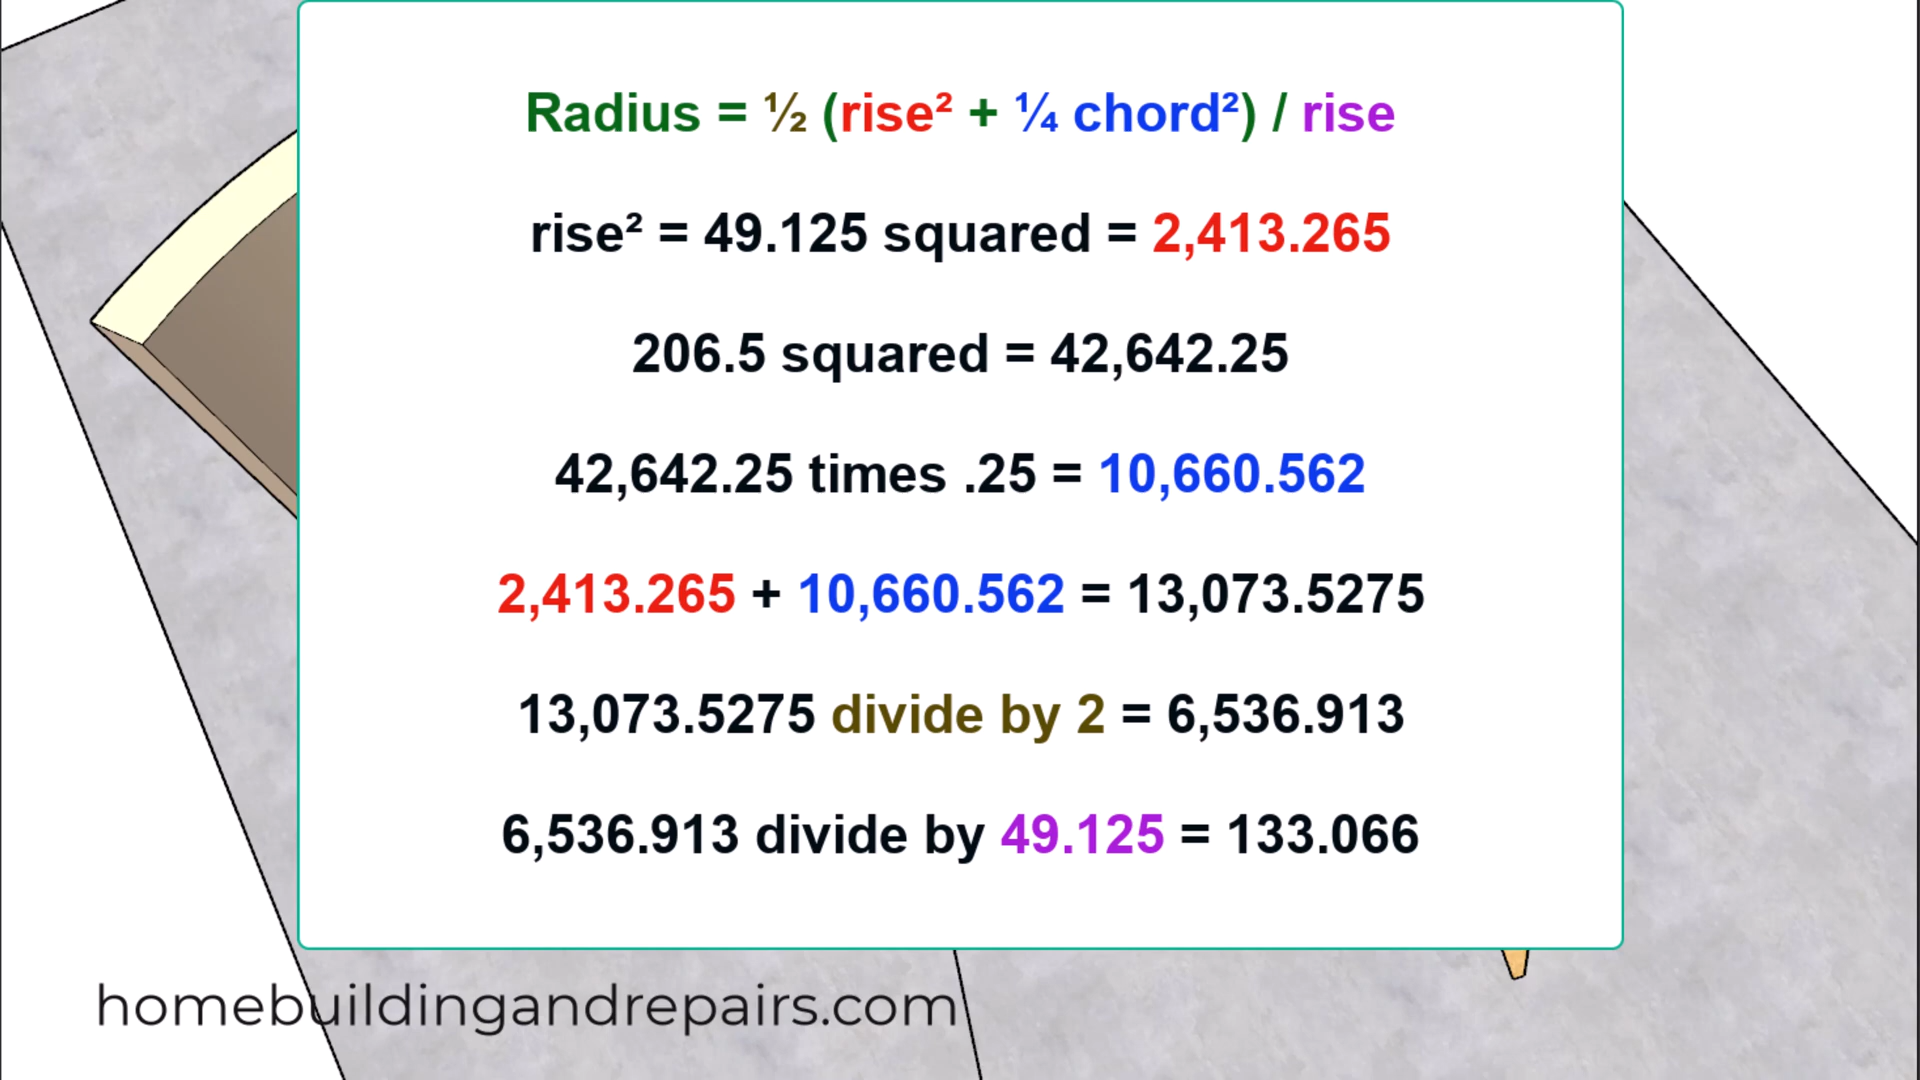 Radius = ½ (rise² + ¼ chord²) / rise
rise² = 49.125 squared = 2,413.265
206.5 squared = 42,642.25
42,642.25 times .25 = 10,660.562
2,413.265 + 10,660.562 = 13,073.5275
13,073.5275 divide by 2 = 6,536.913
6,536.913 divide by 49.125 = 133.066
homebuildingandrepairs.com